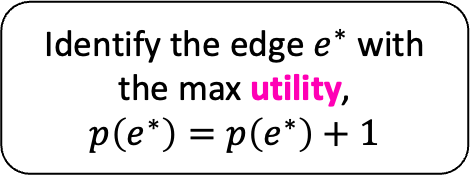 Identify the edge 𝑒* with
the max utility,
𝑝(𝑒*) = 𝑝(𝑒*) + 1